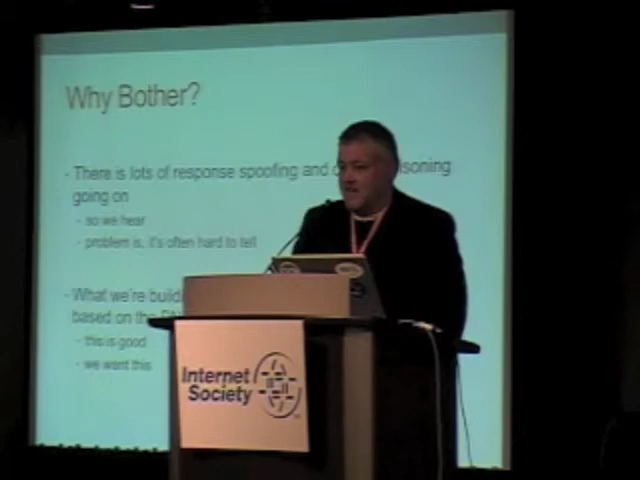 Why Bother?
- There is lots of response spoofing and
going on
- so we hear
- problem is, it's often hard to tell
- What we're
based on the
- this is good
- we want this
Internet
Society